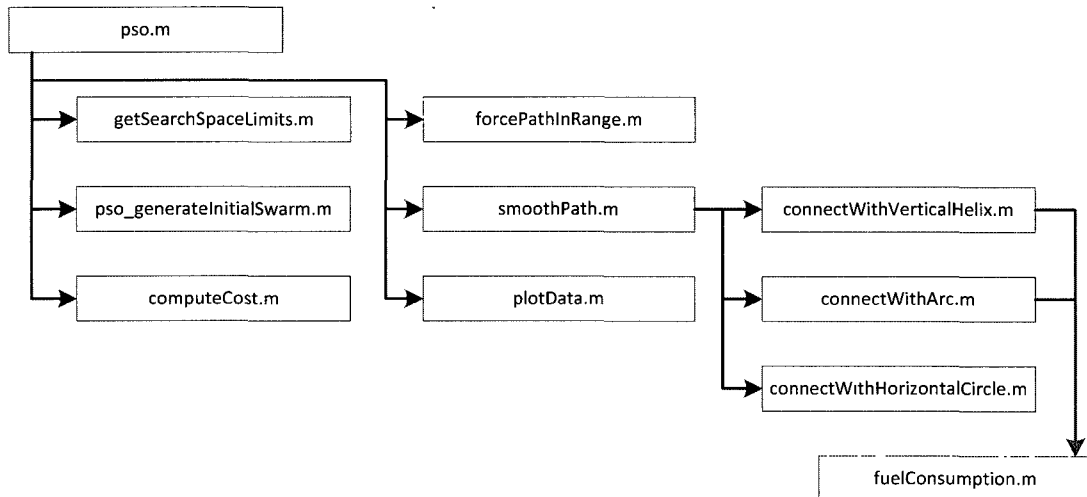 pso.m
getSearchSpaceLimits.m
forcePathInRange.m
pso_generateInitialSwarm.m
smoothPath.m
connectWithVerticalHelix.m
computeCost.m
plotData.m
connectWithArc.m
connectWithHorizontalCircle.m
fuelConsumption.m